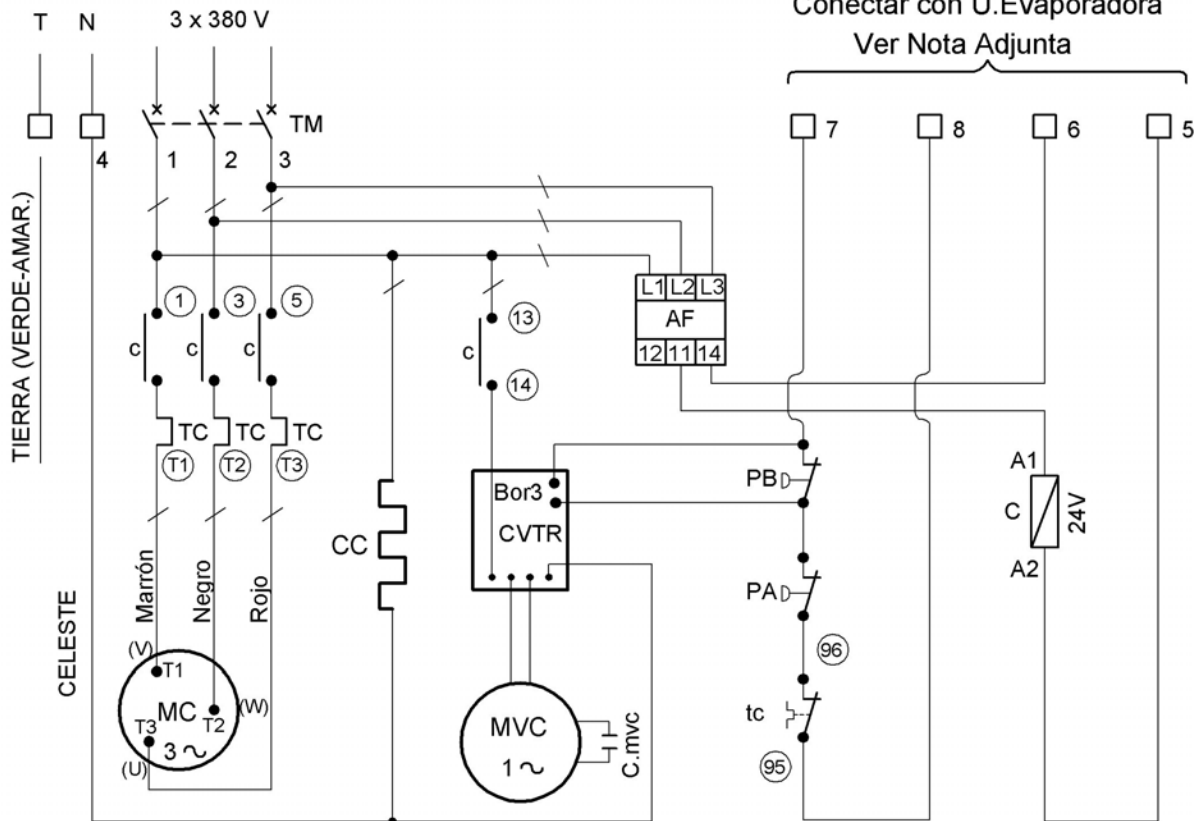 Conectar con U.Evaporadora
T N 3 x 380 V
Ver Nota Adjunta
TM 7 8 6 5
4 1 2 3
TIERRA (VERDE-AMAR.)
L1 L2 L3
AF
12 11 14
1 3 5 13
c c c c
14
TC TC TC
T1 T2 T3
PB
A1
C 24V
A2
Bor3
CVTR
CC
PA
96
Marrón
Negro
Rojo
CELESTE
(V)
T1
MC
T2
(W)
T3
3 ~
(U)
MVC
1 ~
C.mvc
tc
95